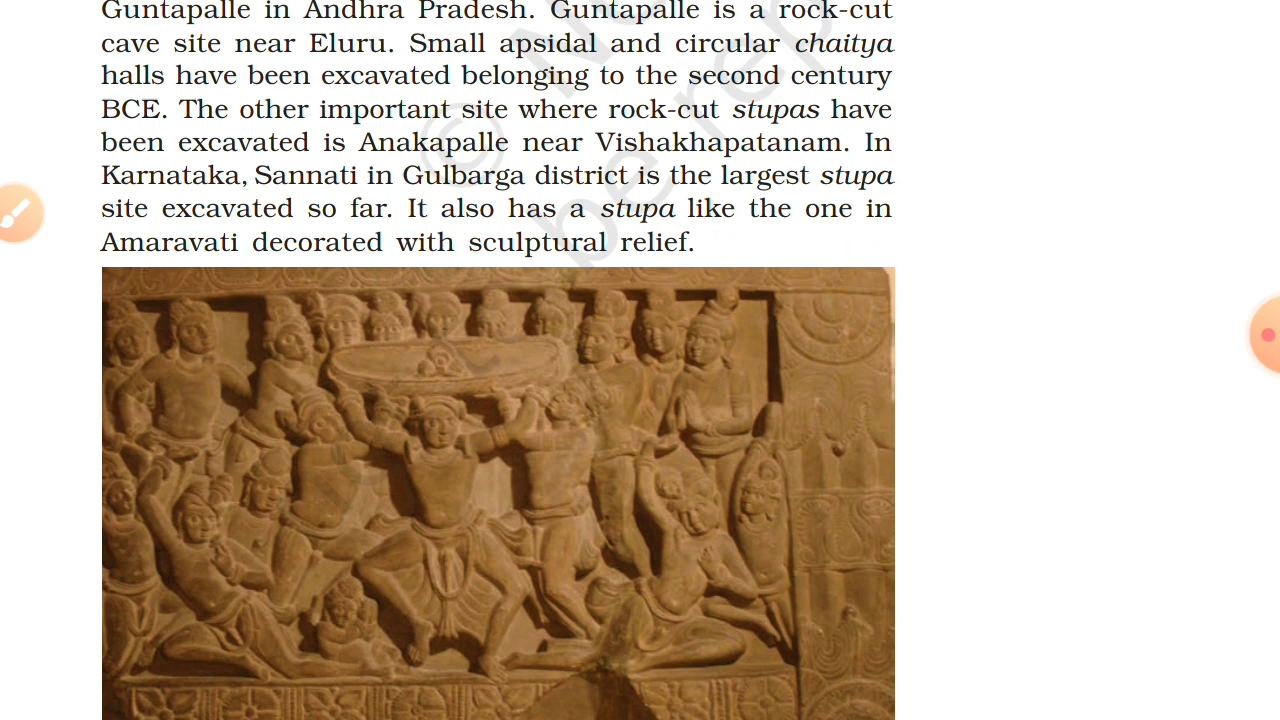 Guntapalle in Andhra Pradesh. Guntapalle is a rock-cut
cave site near Eluru. Small apsidal and circular chaitya
halls have been excavated belonging to the second century
BCE. The other important site where rock-cut stupas have
been excavated is Anakapalle near Vishakhapatanam. In
Karnataka, Sannati in Gulbarga district is the largest stupa
site excavated so far. It also has a stupa like the one in
Amaravati decorated with sculptural relief.